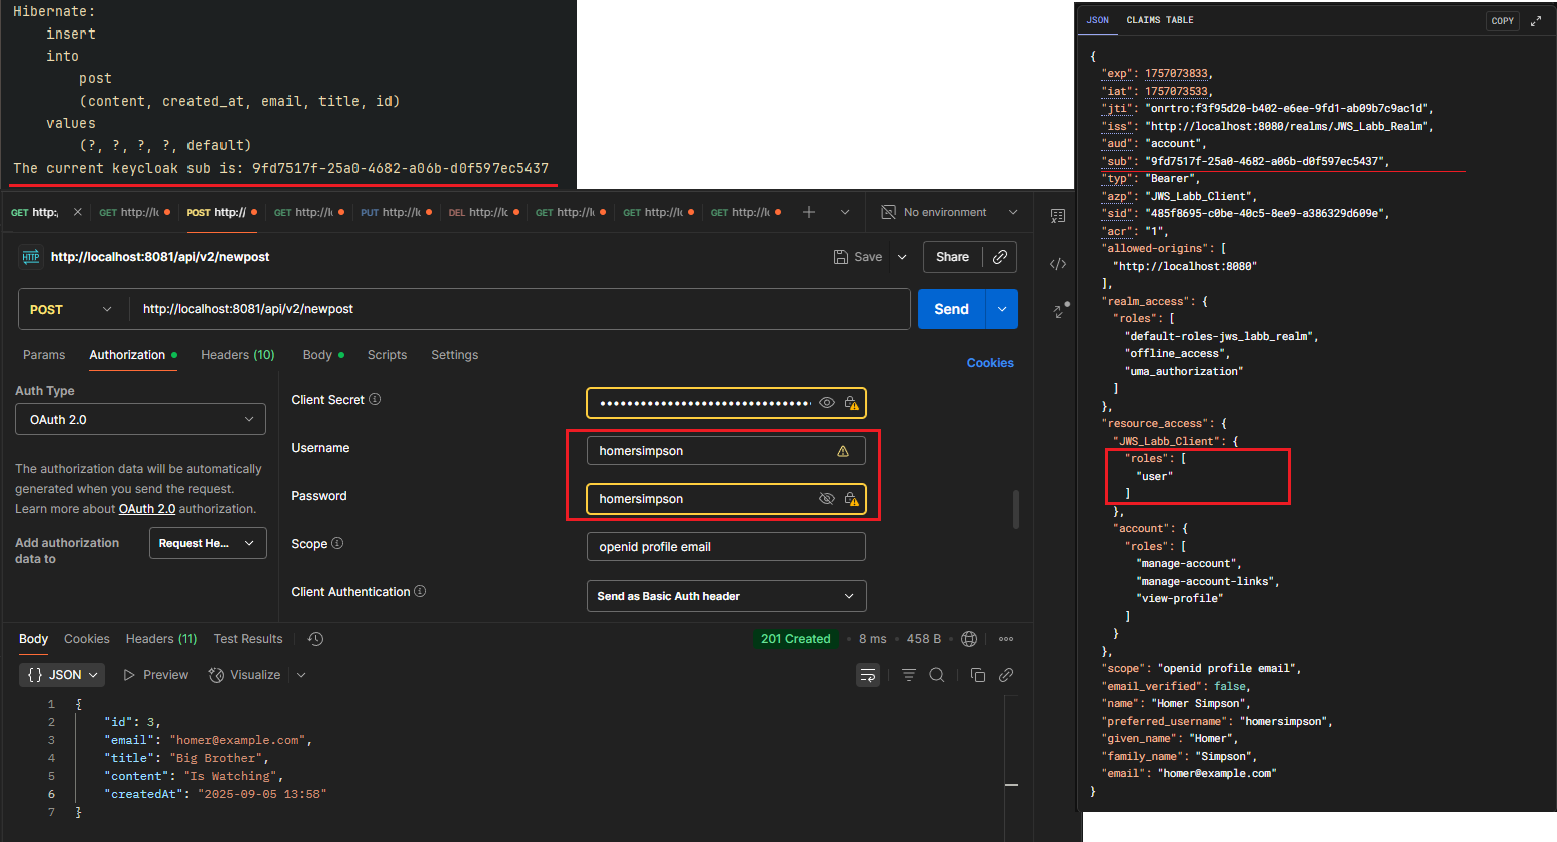 Hibernate:
insert
into
post
(content, created_at, email, title, id)
values
(?, ?, ?, ?, default)
The current keycloak sub is: 9fd7517f-25a0-4682-a06b-d0f597ec5437
GET http:,
GET http://lc
POST http://
GET http://lc
PUT http://lc
DEL http://lc
GET http://lc
GET http://lc
GET http://lc
No environment
HTTP http://localhost:8081/api/v2/newpost
Save
Share
POST http://localhost:8081/api/v2/newpost
Send
Params Authorization Headers (10) Body Scripts Settings Cookies
Auth Type
OAuth 2.0
The authorization data will be automatically
generated when you send the request.
Learn more about OAuth 2.0 authorization.
Add authorization
data to
Request He...
Client Secret
Username
homersimpson
Password
homersimpson
Scope
openid profile email
Client Authentication
Send as Basic Auth header
Body Cookies Headers (11) Test Results
201 Created • 8 ms • 458 B
{} JSON Preview Visualize
1 {
2 "id": 3,
3 "email": "homer@example.com",
4 "title": "Big Brother",
5 "content": "Is Watching",
6 "createdAt": "2025-09-05 13:58"
7 }
JSON CLAIMS TABLE COPY
{
"exp": 1757073833,
"iat": 1757073533,
"jti": "onrtro:f3f95d20-b402-e6ee-9fd1-ab09b7c9ac1d",
"iss": "http://localhost:8080/realms/JWS_Labb_Realm",
"aud": "account",
"sub": "9fd7517f-25a0-4682-a06b-d0f597ec5437",
"typ": "Bearer",
"azp": "JWS_Labb_Client",
"sid": "485f8695-c0be-40c5-8ee9-a386329d609e",
"acr": "1",
"allowed-origins": [
"http://localhost:8080"
],
"realm_access": {
"roles": [
"default-roles-jws_labb_realm",
"offline_access",
"uma_authorization"
]
},
"resource_access": {
"JWS_Labb_Client": {
"roles": [
"user"
]
},
"account": {
"roles": [
"manage-account",
"manage-account-links",
"view-profile"
]
}
},
"scope": "openid profile email",
"email_verified": false,
"name": "Homer Simpson",
"preferred_username": "homersimpson",
"given_name": "Homer",
"family_name": "Simpson",
"email": "homer@example.com"
}